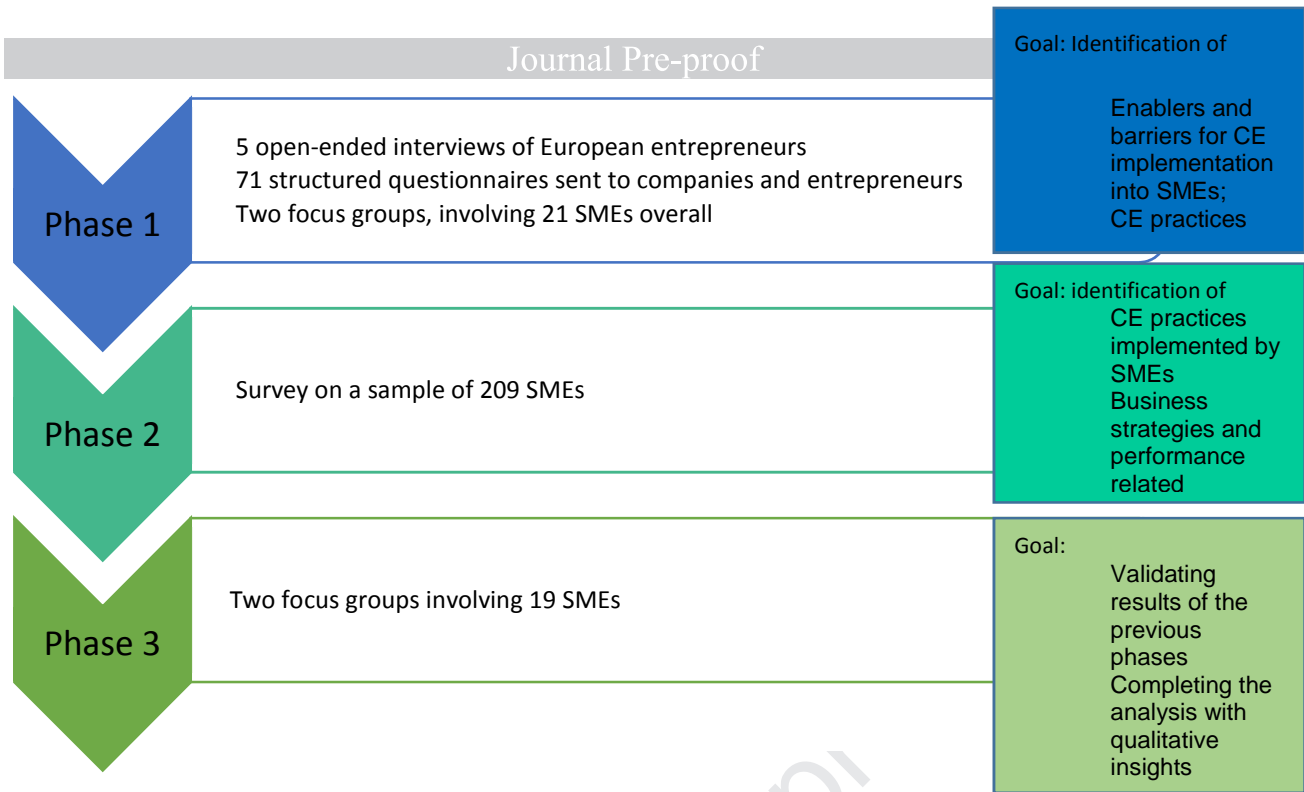 Journal Pre-proof
Phase 1
5 open-ended interviews of European entrepreneurs
71 structured questionnaires sent to companies and entrepreneurs
Two focus groups, involving 21 SMEs overall
Goal: Identification of
Enablers and
barriers for CE
implementation
into SMEs;
CE practices
Phase 2
Survey on a sample of 209 SMEs
Goal: identification of
CE practices
implemented by
SMEs
Business
strategies and
performance
related
Phase 3
Two focus groups involving 19 SMEs
Goal:
Validating
results of the
previous
phases
Completing the
analysis with
qualitative
insights